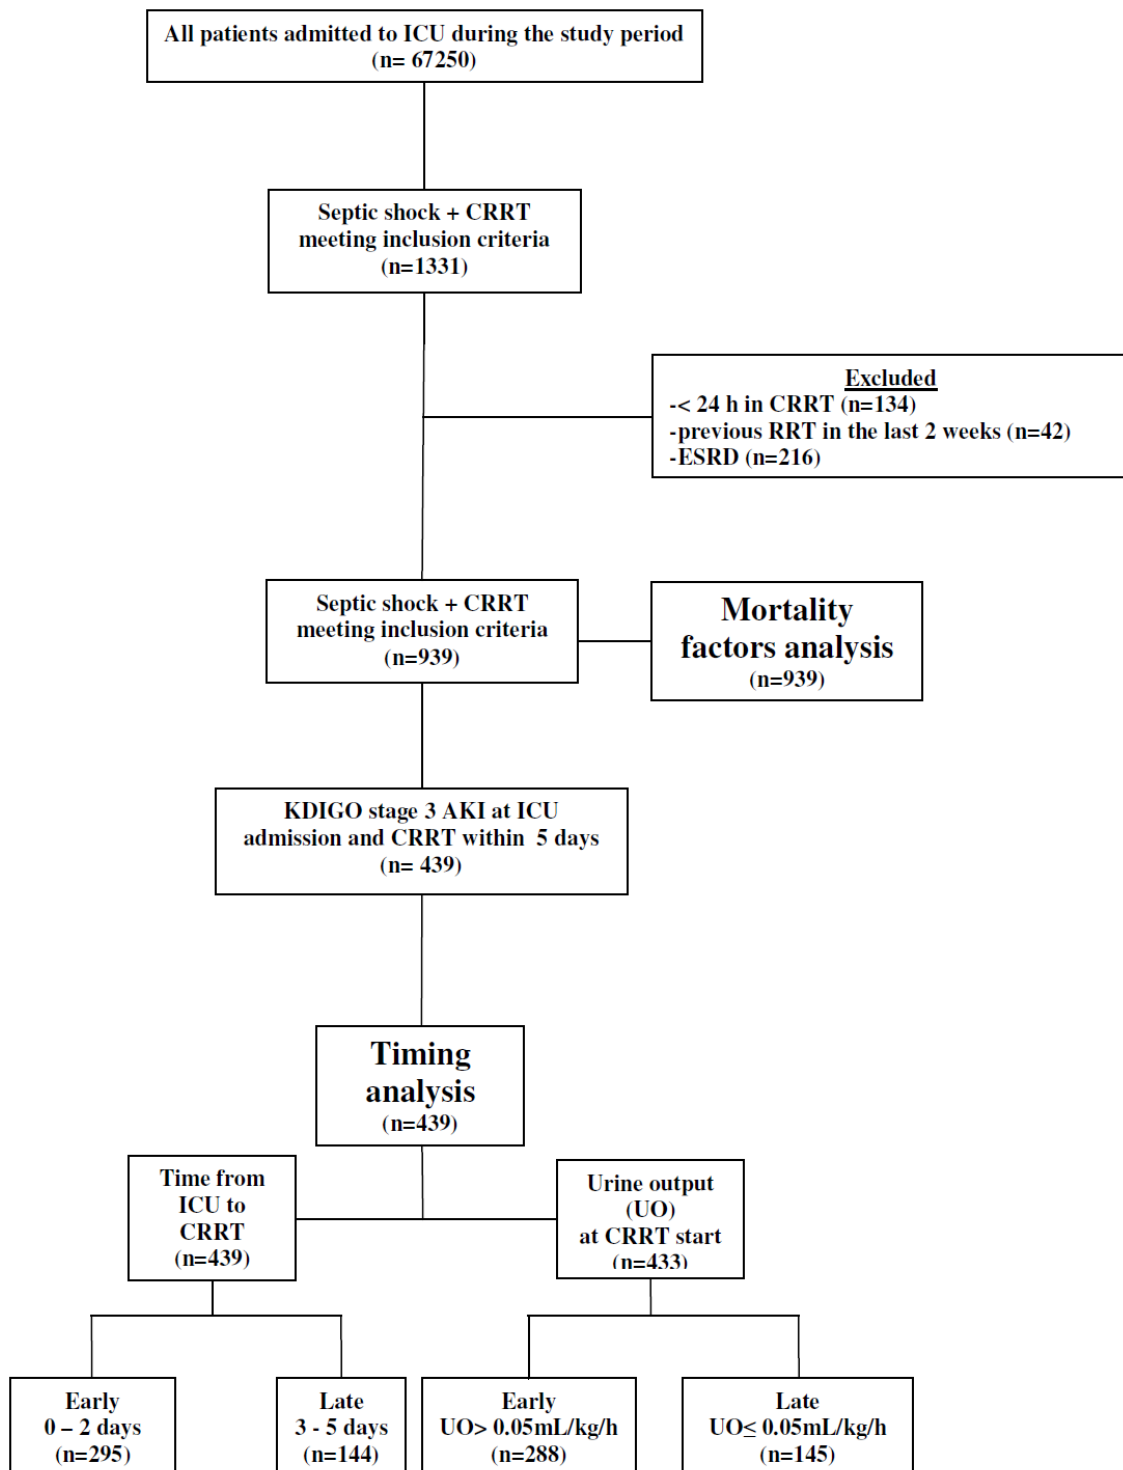 All patients admitted to ICU during the study period
(n= 67250)
Septic shock + CRRT
meeting inclusion criteria
(n=1331)
Excluded
-< 24 h in CRRT (n=134)
-previous RRT in the last 2 weeks (n=42)
-ESRD (n=216)
Septic shock + CRRT
meeting inclusion criteria
(n=939)
Mortality
factors analysis
(n=939)
KDIGO stage 3 AKI at ICU
admission and CRRT within 5 days
(n= 439)
Timing
analysis
(n=439)
Time from
ICU to
CRRT
(n=439)
Urine output
(UO)
at CRRT start
(n=433)
Early
0 – 2 days
(n=295)
Late
3 - 5 days
(n=144)
Early
UO> 0.05mL/kg/h
(n=288)
Late
UO≤ 0.05mL/kg/h
(n=145)